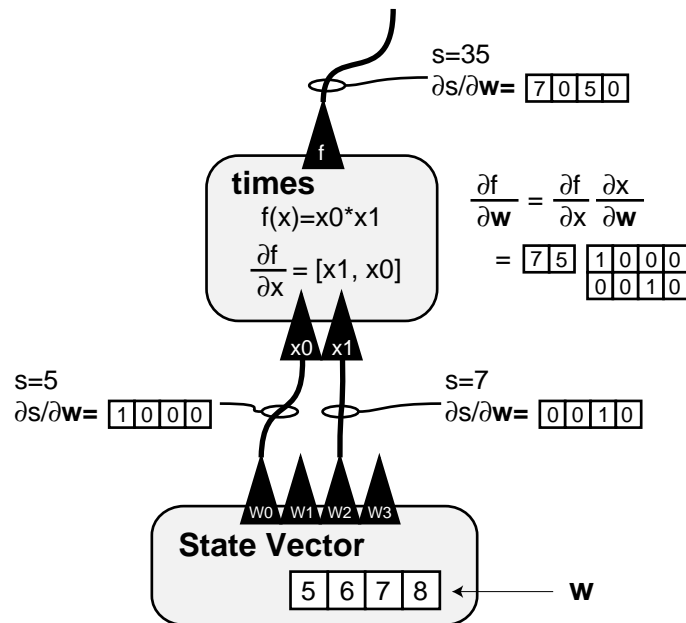 s=35
∂s/∂w= 7 0 5 0
f
times
f(x)=x0*x1
∂f/∂x = [x1, x0]
∂f/∂w = ∂f/∂x ∂x/∂w
= 7 5 1 0 0 0
0 0 1 0
x0 x1
s=5
∂s/∂w= 1 0 0 0
s=7
∂s/∂w= 0 0 1 0
W0 W1 W2 W3
State Vector
5 6 7 8
w